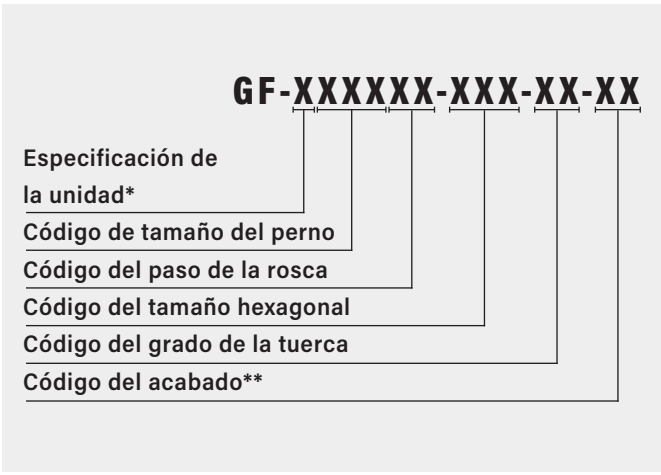 GF-XXXXXX-XXX-XX-XX
Especificación de
la unidad*
Código de tamaño del perno
Código del paso de la rosca
Código del tamaño hexagonal
Código del grado de la tuerca
Código del acabado**